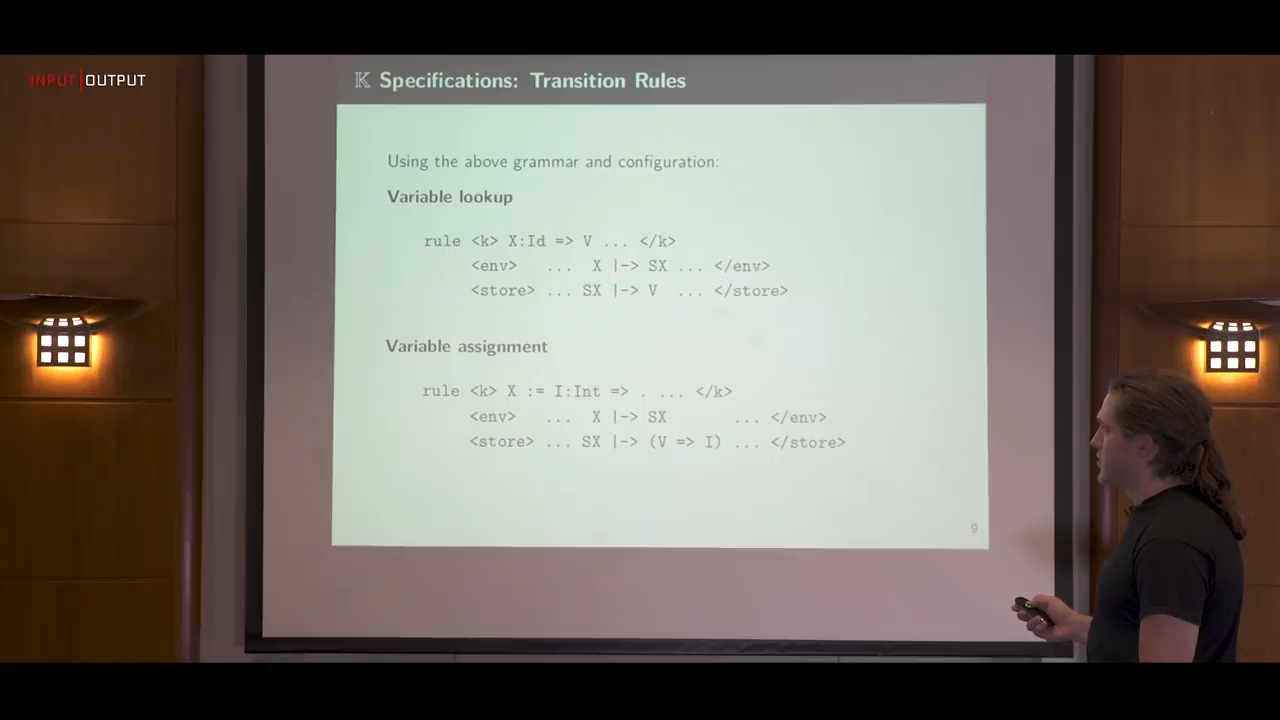 INPUT|OUTPUT
𝕂 Specifications: Transition Rules
Using the above grammar and configuration:
Variable lookup
rule <k> X:Id => V ... </k>
<env> ... X |-> SX ... </env>
<store> ... SX |-> V ... </store>
Variable assignment
rule <k> X := I:Int => . ... </k>
<env> ... X |-> SX ... </env>
<store> ... SX |-> (V => I) ... </store>
9